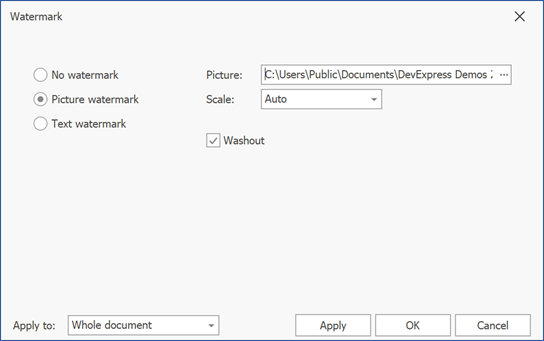 Watermark
No watermark
Picture: C:\Users\Public\Documents\DevExpress Demos ...
Picture watermark
Scale: Auto
Text watermark
Washout
Apply to: Whole document
Apply OK Cancel